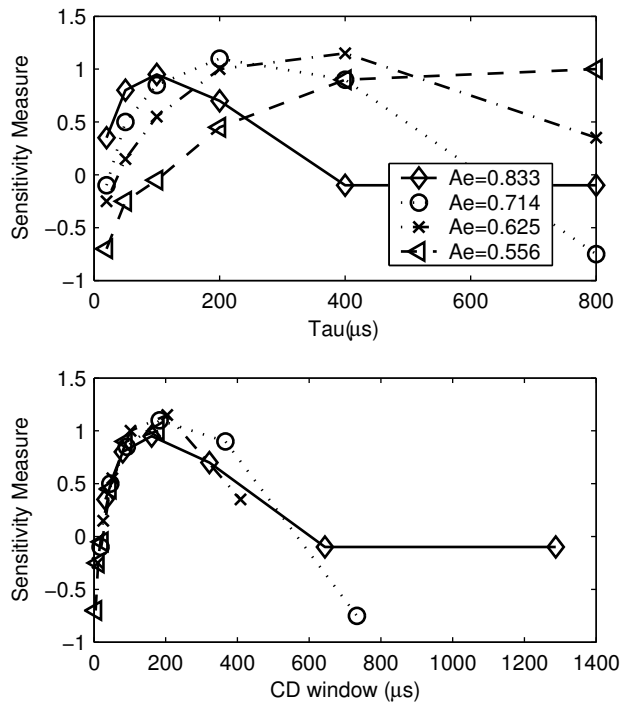 1.5
1
0.5
0
−0.5
−1
Sensitivity Measure
Ae=0.833
Ae=0.714
Ae=0.625
Ae=0.556
0 200 400 600 800
Tau(μs)
1.5
1
0.5
0
−0.5
−1
Sensitivity Measure
0 200 400 600 800 1000 1200 1400
CD window (μs)